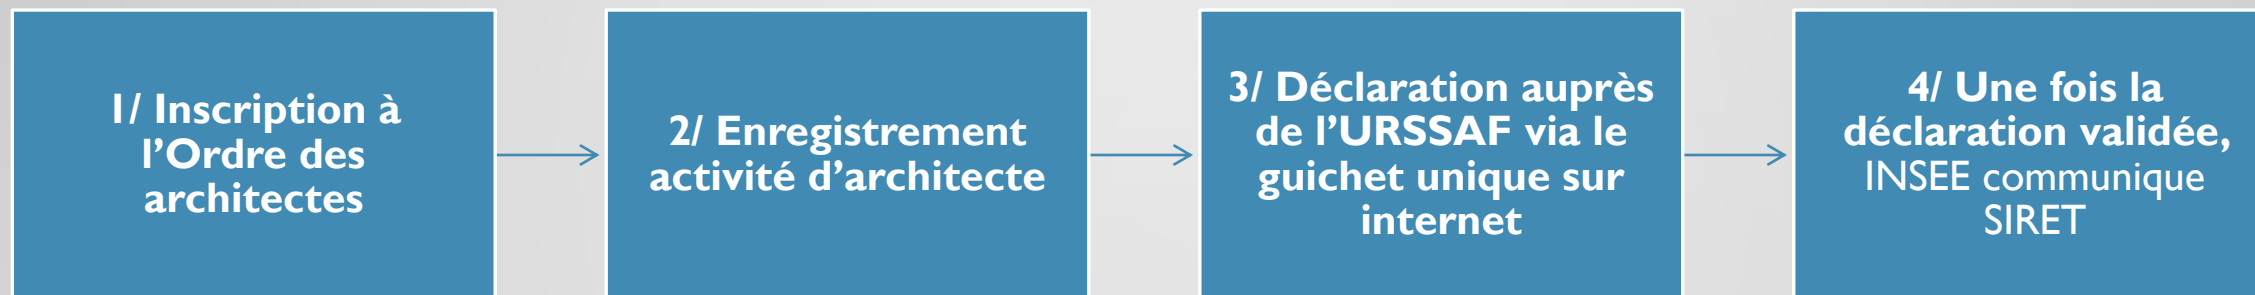 1/ Inscription à
l’Ordre des
architectes
2/ Enregistrement
activité d’architecte
3/ Déclaration auprès
de l’URSSAF via le
guichet unique sur
internet
4/ Une fois la
déclaration validée,
INSEE communique
SIRET